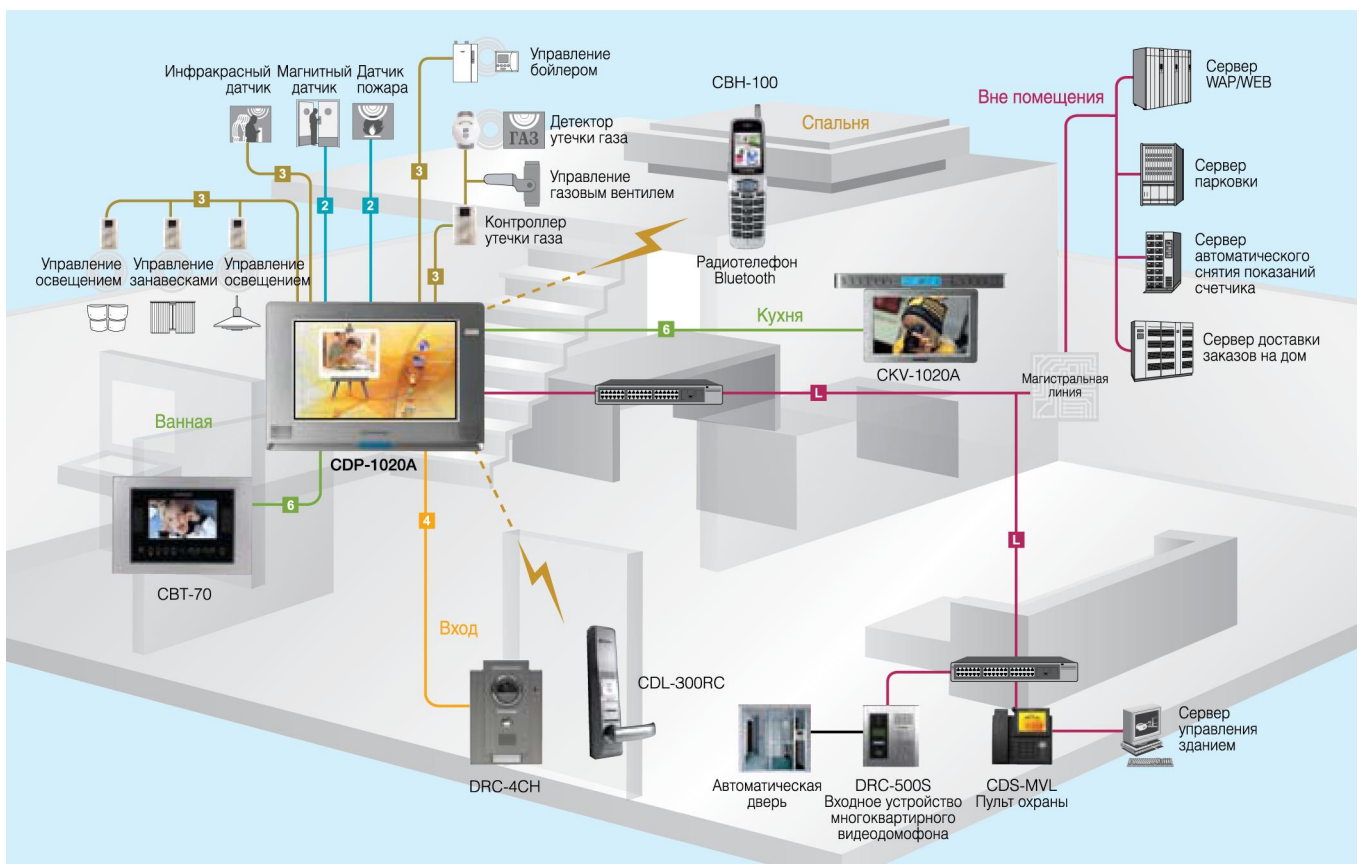 Инфракрасный
датчик
Магнитный
датчик
Датчик
пожара
Управление
бойлером
ГАЗ
Детектор
утечки газа
Управление
газовым вентилем
Контроллер
утечки газа
3
3
2
2
3
3
Управление
освещением
Управление
занавесками
Управление
освещением
CBH-100
Спальня
Радиотелефон
Bluetooth
Вне помещения
Сервер
WAP/WEB
Сервер
парковки
Сервер
автоматического
снятия показаний
счетчика
Сервер доставки
заказов на дом
6
Кухня
CKV-1020A
L
Магистральная
линия
Ванная
CDP-1020A
6
CBT-70
4
L
Вход
CDL-300RC
DRC-4CH
Автоматическая
дверь
DRC-500S
Входное устройство
многоквартирного
видеодомофона
CDS-MVL
Пульт охраны
Сервер
управления
зданием